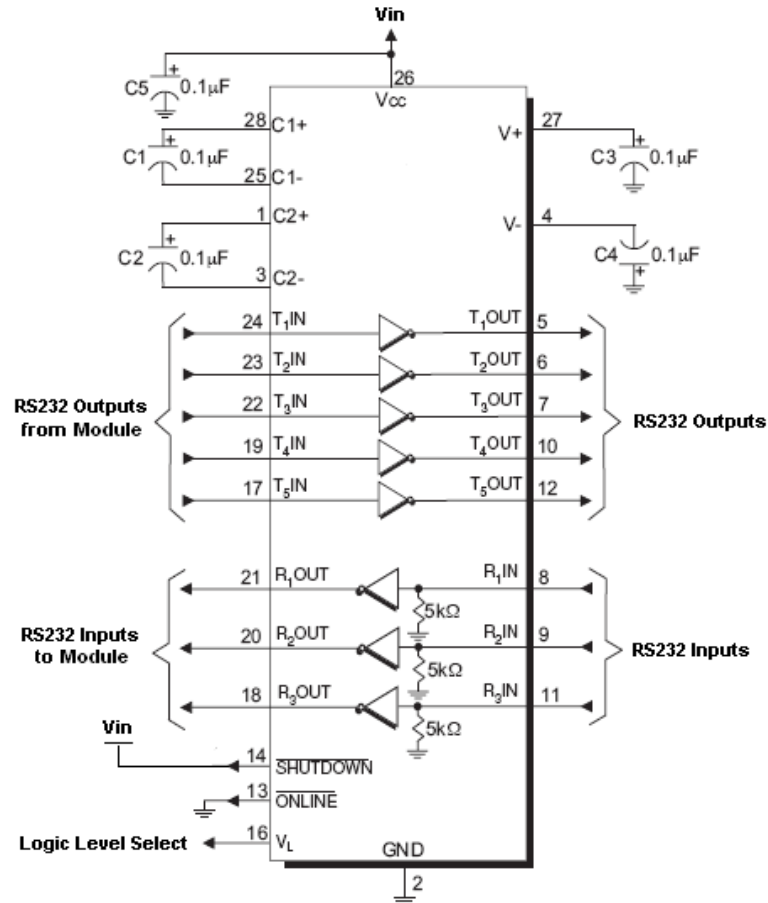 Vin
26
Vcc
C5
+
0.1µF
28
C1+
C1
+
0.1µF
25
C1-
1
C2+
C2
+
0.1µF
3
C2-
V+
27
C3
+
0.1µF
V-
4
C4
0.1µF
+
RS232 Outputs
from Module
24 T₁IN T₁OUT 5
23 T₂IN T₂OUT 6
22 T₃IN T₃OUT 7
19 T₄IN T₄OUT 10
17 T₅IN T₅OUT 12
RS232 Outputs
RS232 Inputs
to Module
21 R₁OUT R₁IN 8
5kΩ
20 R₂OUT R₂IN 9
5kΩ
18 R₃OUT R₃IN 11
5kΩ
RS232 Inputs
Vin
14 SHUTDOWN
13 ONLINE
Logic Level Select 16 VL
GND
2